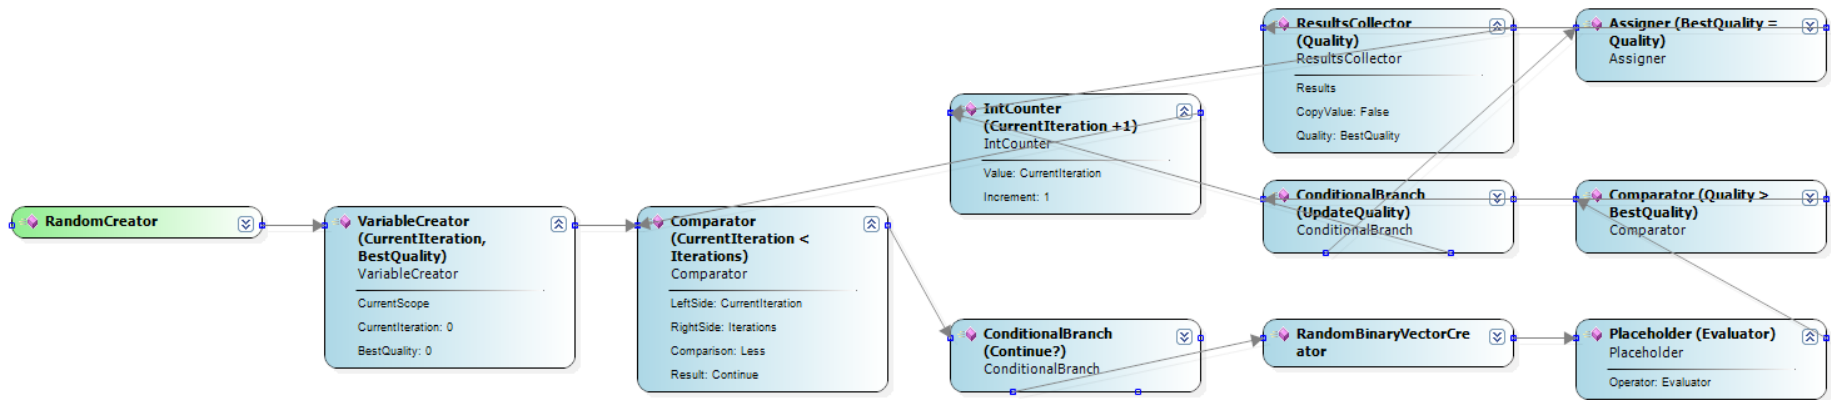 RandomCreator
VariableCreator
(CurrentIteration,
BestQuality)
VariableCreator
CurrentScope
CurrentIteration: 0
BestQuality: 0
Comparator
(CurrentIteration <
Iterations)
Comparator
LeftSide: CurrentIteration
RightSide: Iterations
Comparison: Less
Result: Continue
IntCounter
(CurrentIteration +1)
IntCounter
Value: CurrentIteration
Increment: 1
ConditionalBranch
(Continue?)
ConditionalBranch
ResultsCollector
(Quality)
ResultsCollector
Results
CopyValue: False
Quality: BestQuality
ConditionalBranch
(UpdateQuality)
ConditionalBranch
RandomBinaryVectorCre
ator
Assigner (BestQuality =
Quality)
Assigner
Comparator (Quality >
BestQuality)
Comparator
Placeholder (Evaluator)
Placeholder
Operator: Evaluator